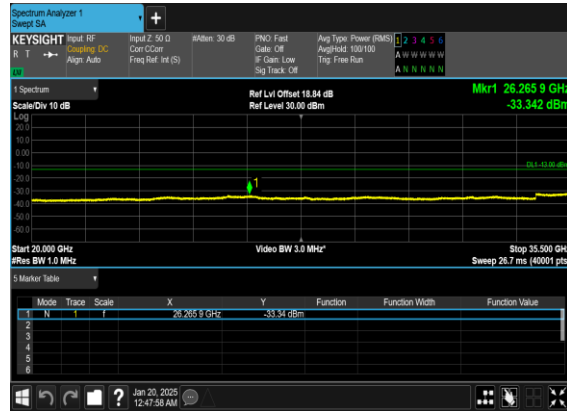 Spectrum Analyzer 1
Swept SA
+
KEYSIGHT Input: RF Input Z: 50 Ω #Atten: 30 dB PNO: Fast Avg Type: Power (RMS) 1 2 3 4 5 6
R T Coupling: DC Corr CCorr Gate: Off Avg|Hold: 100/100 A W W W W W
Align: Auto Freq Ref: Int (S) IF Gain: Low Trig: Free Run
Sig Track: Off A N N N N N
1 Spectrum Ref Lvl Offset 18.84 dB Mkr1 26.265 9 GHz
Scale/Div 10 dB Ref Level 30.00 dBm -33.342 dBm
Log
20.0
10.0
0.00
-10.0
DL1 -13.00 dBm
-20.0
1
-30.0
-40.0
-50.0
-60.0
Start 20.000 GHz Video BW 3.0 MHz* Stop 35.500 GHz
#Res BW 1.0 MHz Sweep 26.7 ms (40001 pts
5 Marker Table
Mode Trace Scale X Y Function Function Width Function Value
1 N 1 f 26.265 9 GHz -33.34 dBm
2
3
4
5
6
? Jan 20, 2025
12:47:58 AM